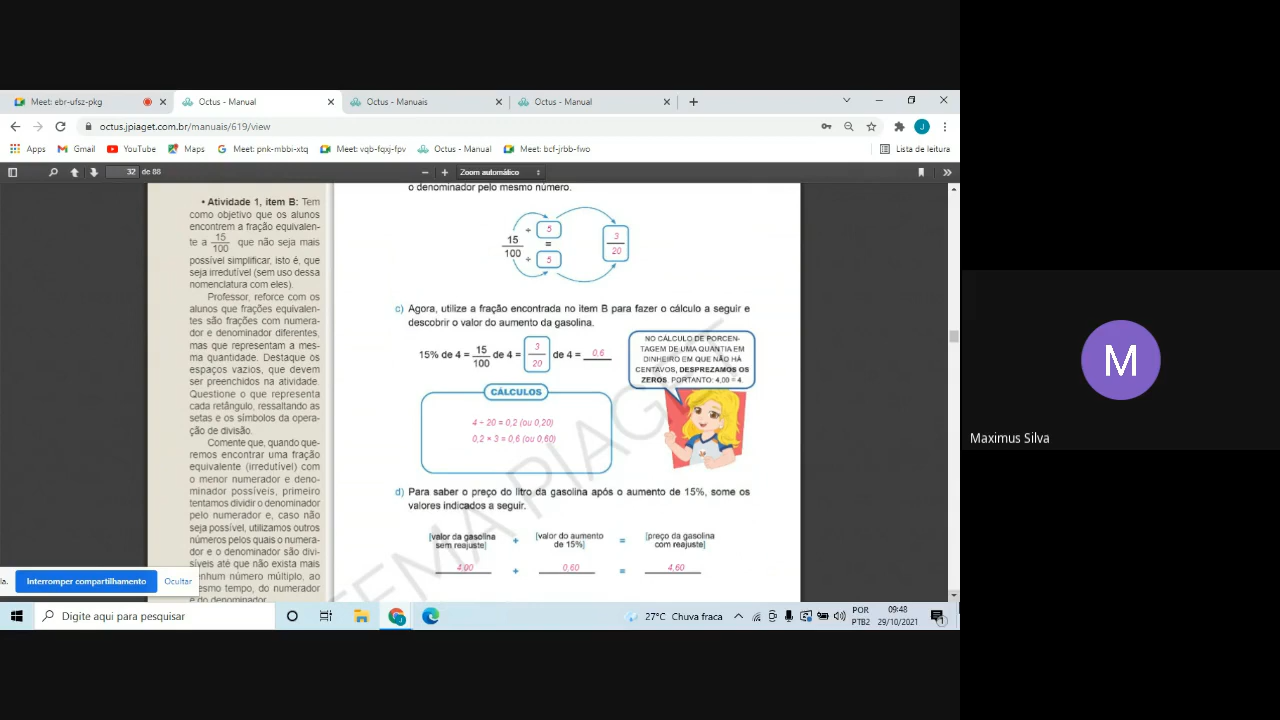 Meet: ebr-ufsz-pkg
Octus - Manual
Octus - Manuais
Octus - Manual
octus.jpiaget.com.br/manuais/619/view
Apps
Gmail
YouTube
Maps
Meet: pnk-mbbi-xtq
Meet: vqb-fqxj-fpv
Octus - Manual
Meet: bcf-jrbb-fwo
Lista de leitura
32 de 88
Zoom automático
• Atividade 1, item B: Tem
como objetivo que os alunos
encontrem a fração equivalen-
te a 15/100 que não seja mais
possível simplificar, isto é, que
seja irredutível (sem uso dessa
nomenclatura com eles).
Professor, reforce com os
alunos que frações equivalen-
tes são frações com numera-
dor e denominador diferentes,
mas que representam a mes-
ma quantidade. Destaque os
espaços vazios, que devem
ser preenchidos na atividade.
Questione o que representa
cada retângulo, ressaltando as
setas e os símbolos da opera-
ção de divisão.
Comente que, quando que-
remos encontrar uma fração
equivalente (irredutível) com
o menor numerador e deno-
minador possíveis, primeiro
tentamos dividir o denominador
pelo numerador e, caso não
seja possível, utilizamos outros
números pelos quais o numera-
dor e o denominador são divi-
síveis até que não exista mais
nenhum número múltiplo, ao
mesmo tempo, do numerador
e do denominador.
o denominador pelo mesmo número.
15/100 ÷ 5 = ÷ 5 3/20
c) Agora, utilize a fração encontrada no item B para fazer o cálculo a seguir e
descobrir o valor do aumento da gasolina.
15% de 4 = 15/100 de 4 = 3/20 de 4 = 0,6
NO CÁLCULO DE PORCEN-
TAGEM DE UMA QUANTIA EM
DINHEIRO EM QUE NÃO HÁ
CENTAVOS, DESPREZAMOS OS
ZEROS. PORTANTO: 4,00 = 4.
CÁLCULOS
4 ÷ 20 = 0,2 (ou 0,20)
0,2 × 3 = 0,6 (ou 0,60)
d) Para saber o preço do litro da gasolina após o aumento de 15%, some os
valores indicados a seguir.
[valor da gasolina sem reajuste] + [valor do aumento de 15%] = [preço da gasolina com reajuste]
4,00 + 0,60 = 4,60
TEMA PIAGET
la.
Interromper compartilhamento
Ocultar
Digite aqui para pesquisar
27°C Chuva fraca
POR
PTB2
09:48
29/10/2021
1
M
Maximus Silva